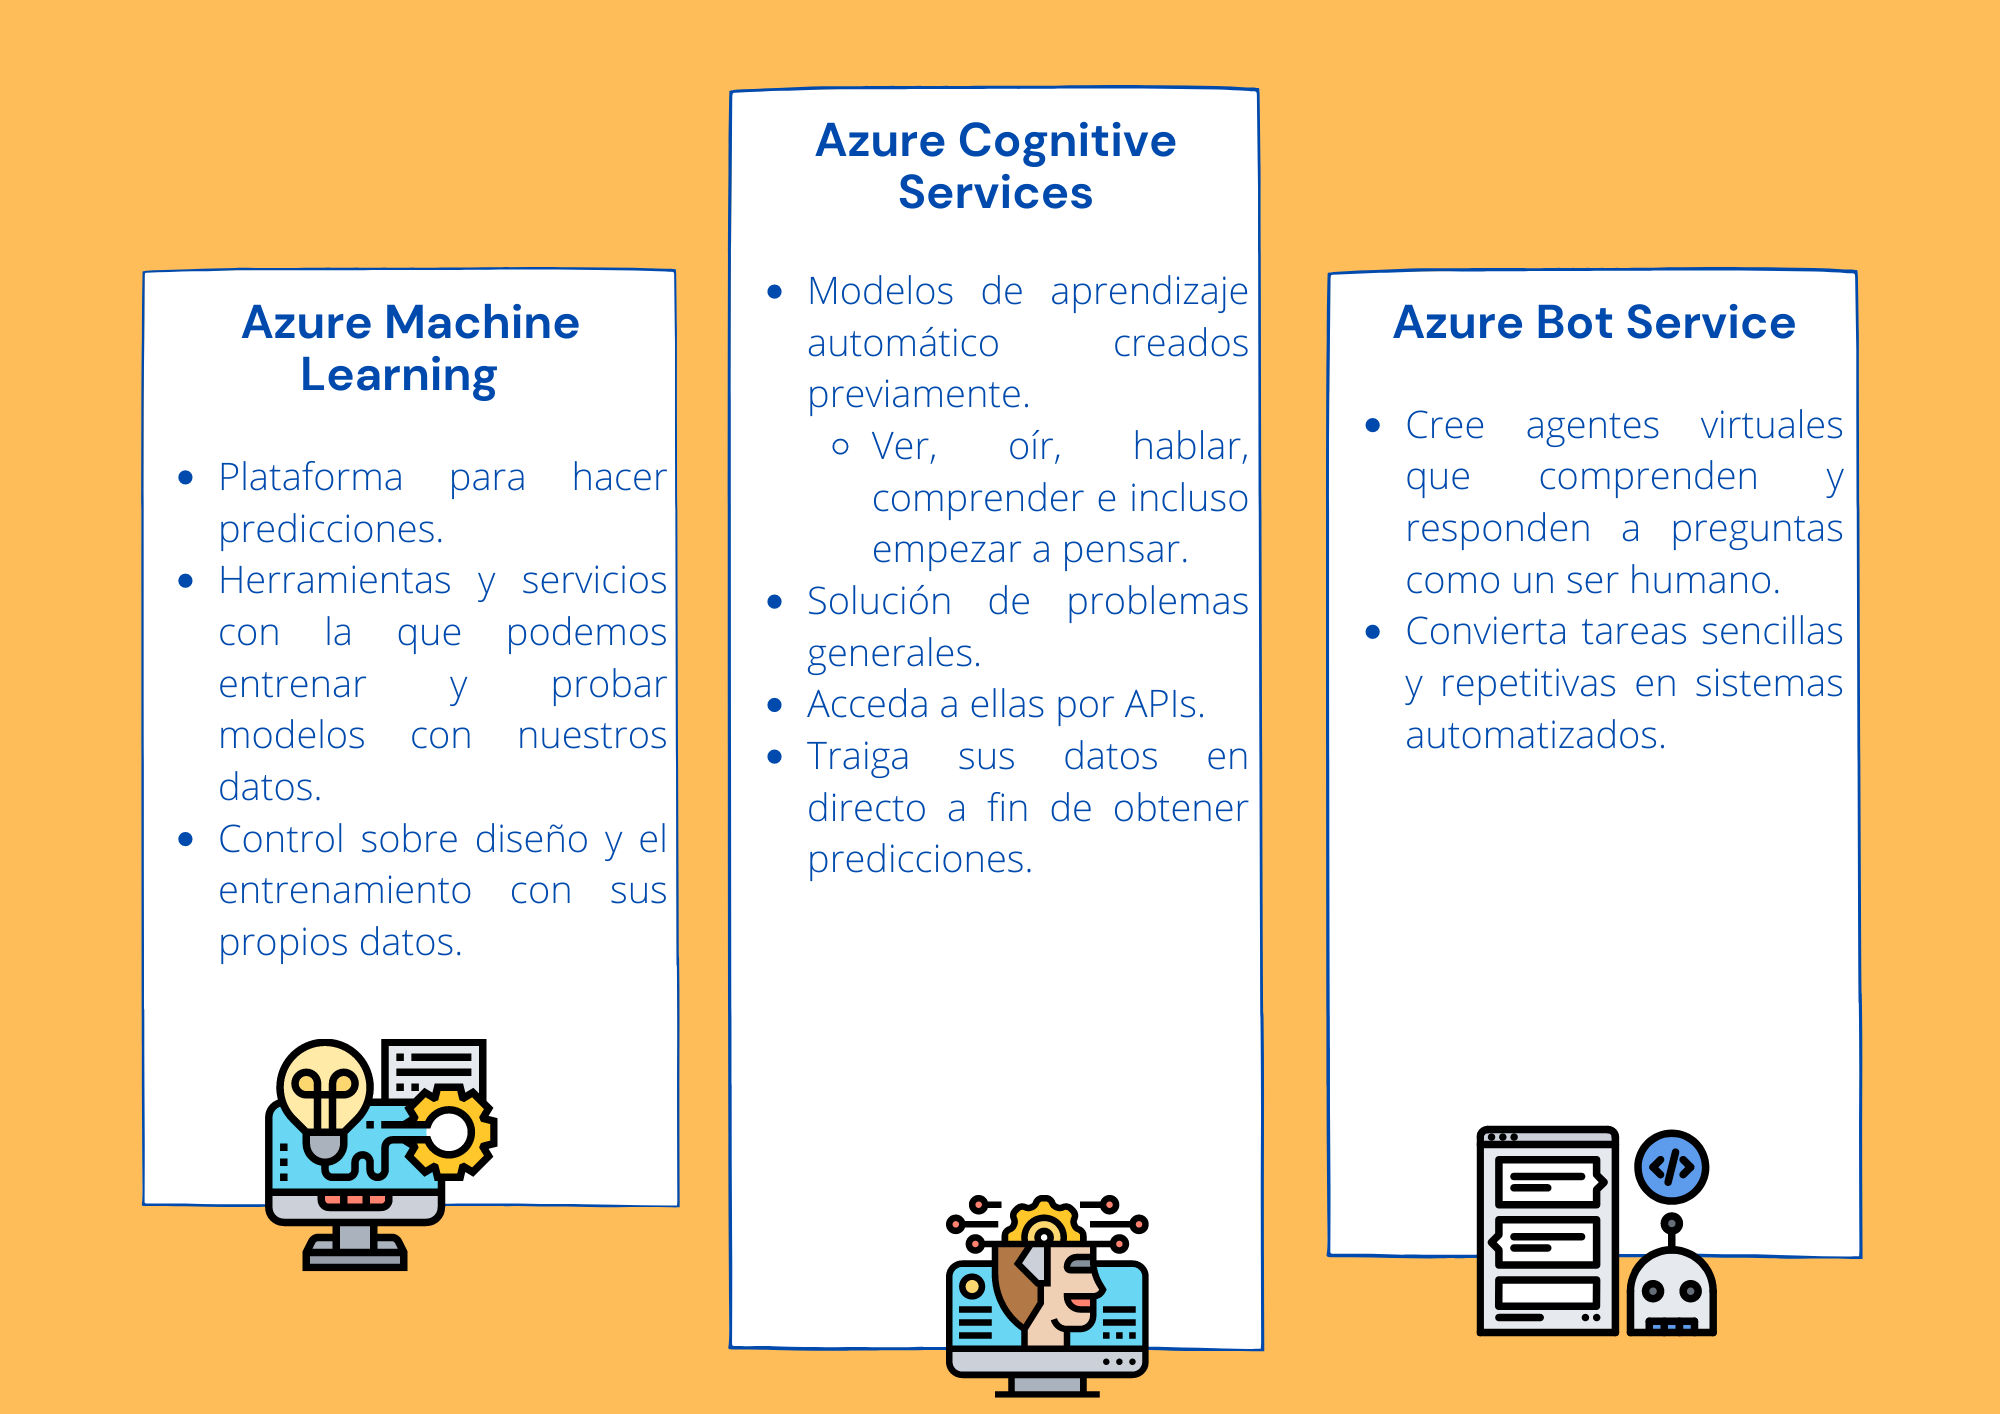 Azure Machine
Learning
• Plataforma para hacer
predicciones.
• Herramientas y servicios
con la que podemos
entrenar y probar
modelos con nuestros
datos.
• Control sobre diseño y el
entrenamiento con sus
propios datos.
Azure Cognitive
Services
• Modelos de aprendizaje
automático creados
previamente.
◦ Ver, oír, hablar,
comprender e incluso
empezar a pensar.
• Solución de problemas
generales.
• Acceda a ellas por APIs.
• Traiga sus datos en
directo a fin de obtener
predicciones.
Azure Bot Service
• Cree agentes virtuales
que comprenden y
responden a preguntas
como un ser humano.
• Convierta tareas sencillas
y repetitivas en sistemas
automatizados.